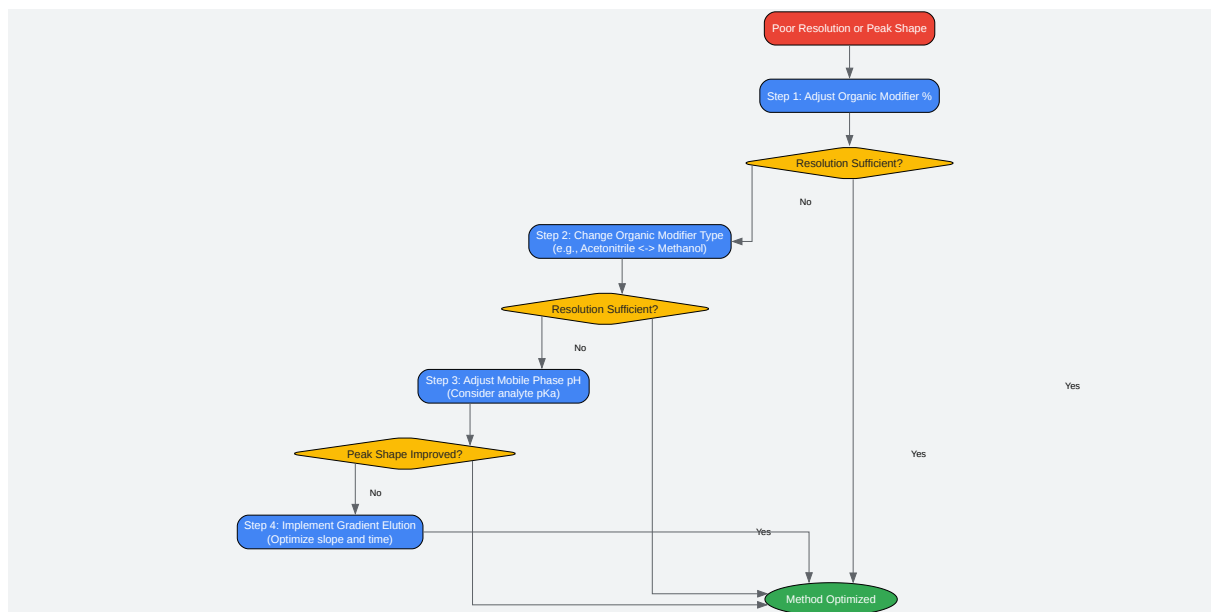 Poor Resolution or Peak Shape
Step 1: Adjust Organic Modifier %
Resolution Sufficient?
No
Step 2: Change Organic Modifier Type
(e.g., Acetonitrile <-> Methanol)
Resolution Sufficient?
No
Step 3: Adjust Mobile Phase pH
(Consider analyte pKa)
Yes
Peak Shape Improved?
Yes
No
Step 4: Implement Gradient Elution
(Optimize slope and time)
Yes
Method Optimized